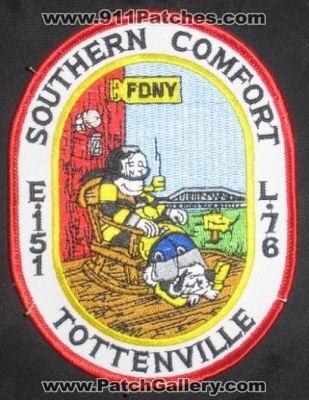 www.911Patches.com
SOUTHERN COMFORT
FDNY
E-151
L-76
TOTTENVILLE
www.PatchGallery.com